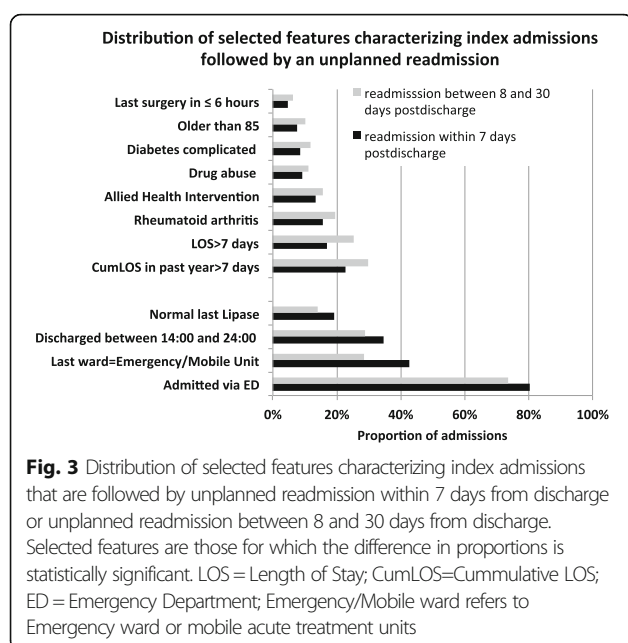 Distribution of selected features characterizing index admissions
followed by an unplanned readmission
readmisssion between 8 and 30
days postdischarge
readmission within 7 days
postdischarge
Last surgery in ≤ 6 hours
Older than 85
Diabetes complicated
Drug abuse
Allied Health Intervention
Rheumatoid arthritis
LOS>7 days
CumLOS in past year>7 days
Normal last Lipase
Discharged between 14:00 and 24:00
Last ward=Emergency/Mobile Unit
Admitted via ED
0% 20% 40% 60% 80% 100%
Proportion of admissions
Fig. 3 Distribution of selected features characterizing index admissions
that are followed by unplanned readmission within 7 days from discharge
or unplanned readmission between 8 and 30 days from discharge.
Selected features are those for which the difference in proportions is
statistically significant. LOS = Length of Stay; CumLOS=Cummulative LOS;
ED = Emergency Department; Emergency/Mobile ward refers to
Emergency ward or mobile acute treatment units